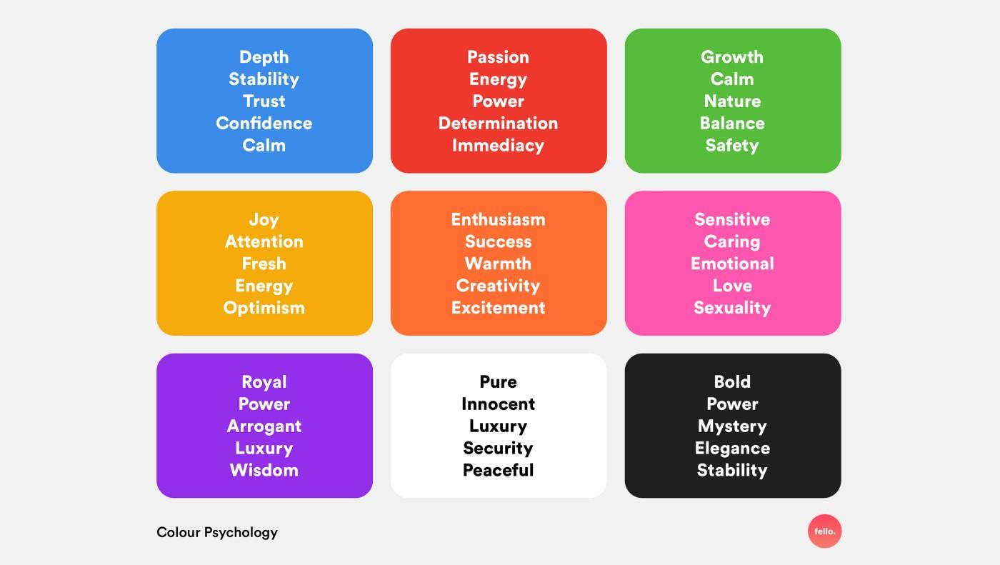 Depth
Stability
Trust
Confidence
Calm
Passion
Energy
Power
Determination
Immediacy
Growth
Calm
Nature
Balance
Safety
Joy
Attention
Fresh
Energy
Optimism
Enthusiasm
Success
Warmth
Creativity
Excitement
Sensitive
Caring
Emotional
Love
Sexuality
Royal
Power
Arrogant
Luxury
Wisdom
Pure
Innocent
Luxury
Security
Peaceful
Bold
Power
Mystery
Elegance
Stability
Colour Psychology
fello.